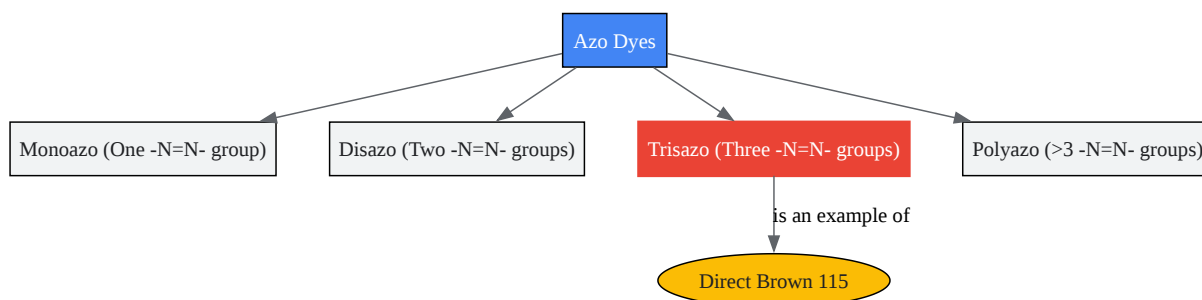 Azo Dyes
Monoazo (One -N=N- group)
Disazo (Two -N=N- groups)
Trisazo (Three -N=N- groups)
Polyazo (>3 -N=N- groups)
is an example of
Direct Brown 115